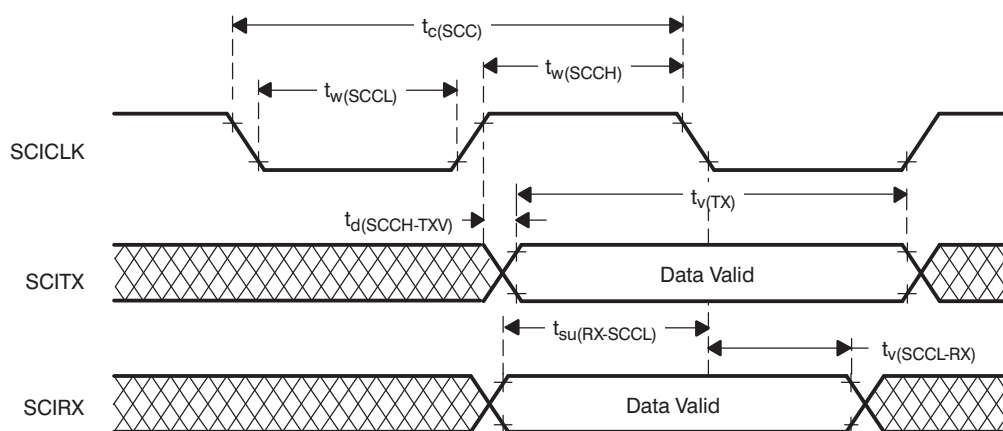 tc(SCC)
tw(SCCH)
tw(SCCL)
SCICLK
tv(TX)
td(SCCH-TXV)
SCITX
Data Valid
tsu(RX-SCCL)
tv(SCCL-RX)
SCIRX
Data Valid